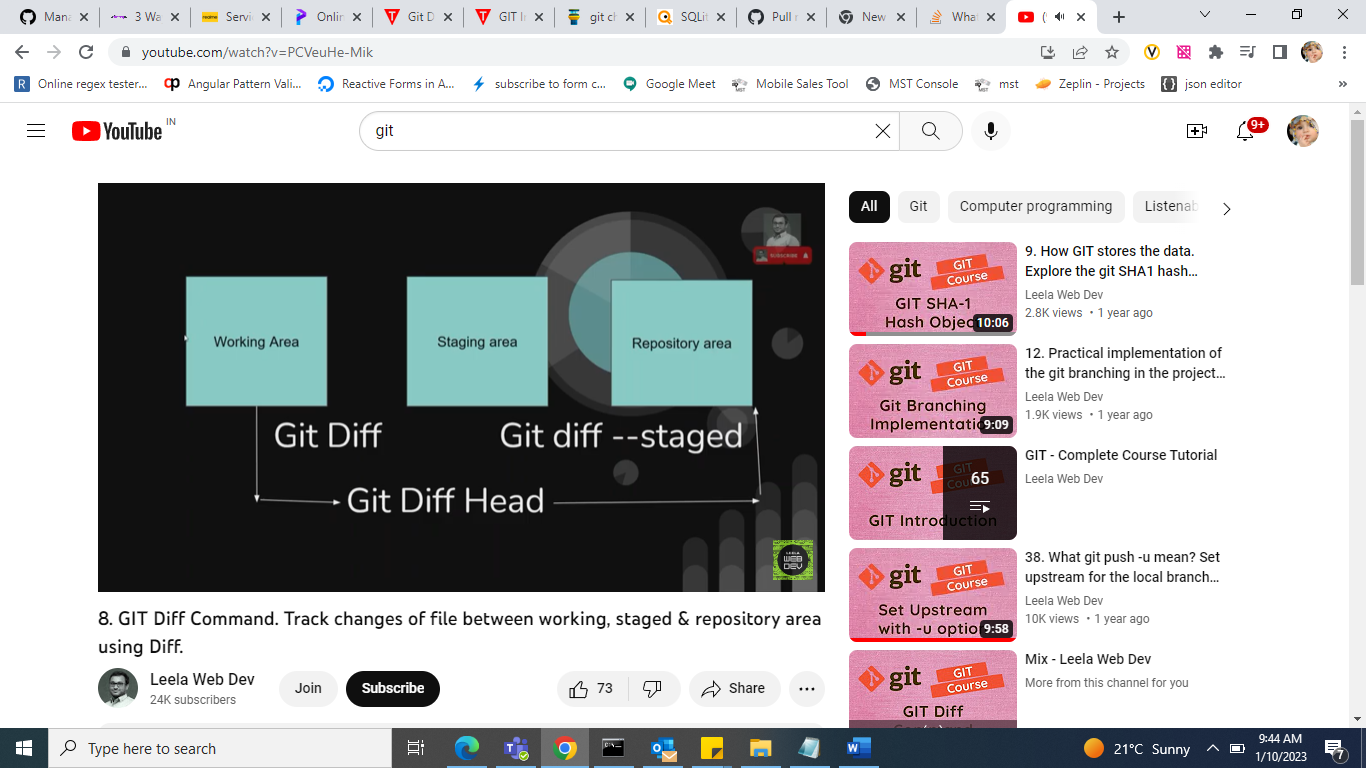 Mana
3 Wa
Servi
Onlin
Git D
GIT I
git ch
SQLit
Pull r
New
What
(
youtube.com/watch?v=PCVeuHe-Mik
Online regex tester...
Angular Pattern Vali...
Reactive Forms in A...
subscribe to form c...
Google Meet
Mobile Sales Tool
MST Console
mst
Zeplin - Projects
json editor
»
YouTube IN
git
9+
Working Area
Staging area
Repository area
Git Diff
Git diff --staged
Git Diff Head
SUBSCRIBE
LEELA
WEB
DEV
8. GIT Diff Command. Track changes of file between working, staged & repository area
using Diff.
Leela Web Dev
24K subscribers
Join
Subscribe
73
Share
All
Git
Computer programming
Listenab
git
GIT
Course
GIT SHA-1
Hash Objec
10:06
9. How GIT stores the data.
Explore the git SHA1 hash...
Leela Web Dev
2.8K views • 1 year ago
git
GIT
Course
Git Branching
Implementati
9:09
12. Practical implementation of
the git branching in the project...
Leela Web Dev
1.9K views • 1 year ago
git
GIT Introduction
65
GIT - Complete Course Tutorial
Leela Web Dev
git
GIT
Course
Set Upstream
with -u optio
9:58
38. What git push -u mean? Set
upstream for the local branch...
Leela Web Dev
10K views • 1 year ago
git
GIT
Course
GIT Diff
Mix - Leela Web Dev
More from this channel for you
Type here to search
21°C Sunny
9:44 AM
1/10/2023
7